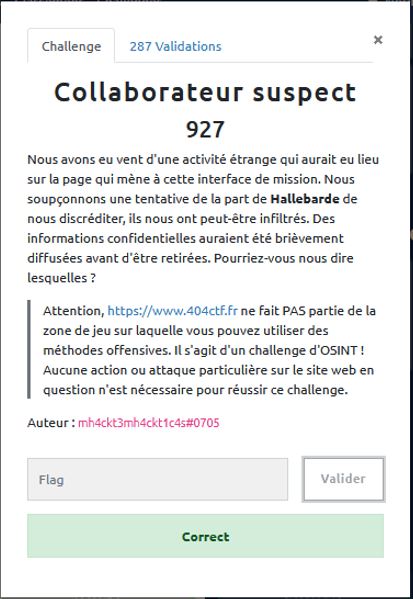 Challenge
287 Validations
×
Collaborateur suspect
927
Nous avons eu vent d'une activité étrange qui aurait eu lieu
sur la page qui mène à cette interface de mission. Nous
soupçonnons une tentative de la part de Hallebarde de
nous discréditer, ils nous ont peut-être infiltrés. Des
informations confidentielles auraient été brièvement
diffusées avant d'être retirées. Pourriez-vous nous dire
lesquelles ?
Attention, https://www.404ctf.fr ne fait PAS partie de la
zone de jeu sur laquelle vous pouvez utiliser des
méthodes offensives. Il s'agit d'un challenge d'OSINT !
Aucune action ou attaque particulière sur le site web en
question n'est nécessaire pour réussir ce challenge.
Auteur : mh4ckt3mh4ckt1c4s#0705
Flag
Valider
Correct